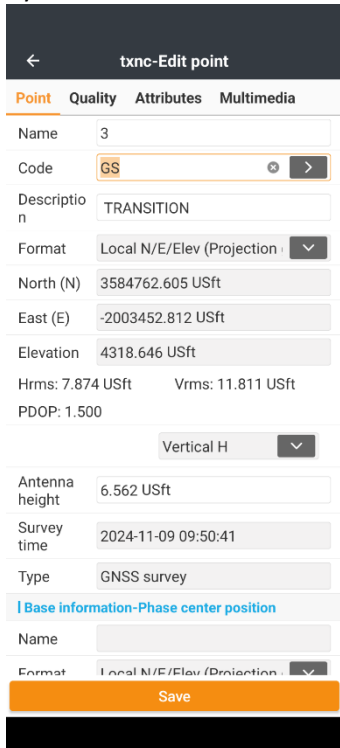 txnc-Edit point
Point Quality Attributes Multimedia
Name 3
Code GS
Descriptio
n TRANSITION
Format Local N/E/Elev (Projection
North (N) 3584762.605 USft
East (E) -2003452.812 USft
Elevation 4318.646 USft
Hrms: 7.874 USft Vrms: 11.811 USft
PDOP: 1.500
Vertical H
Antenna
height 6.562 USft
Survey
time 2024-11-09 09:50:41
Type GNSS survey
Base information-Phase center position
Name
Format Local N/E/Elev (Projection
Save